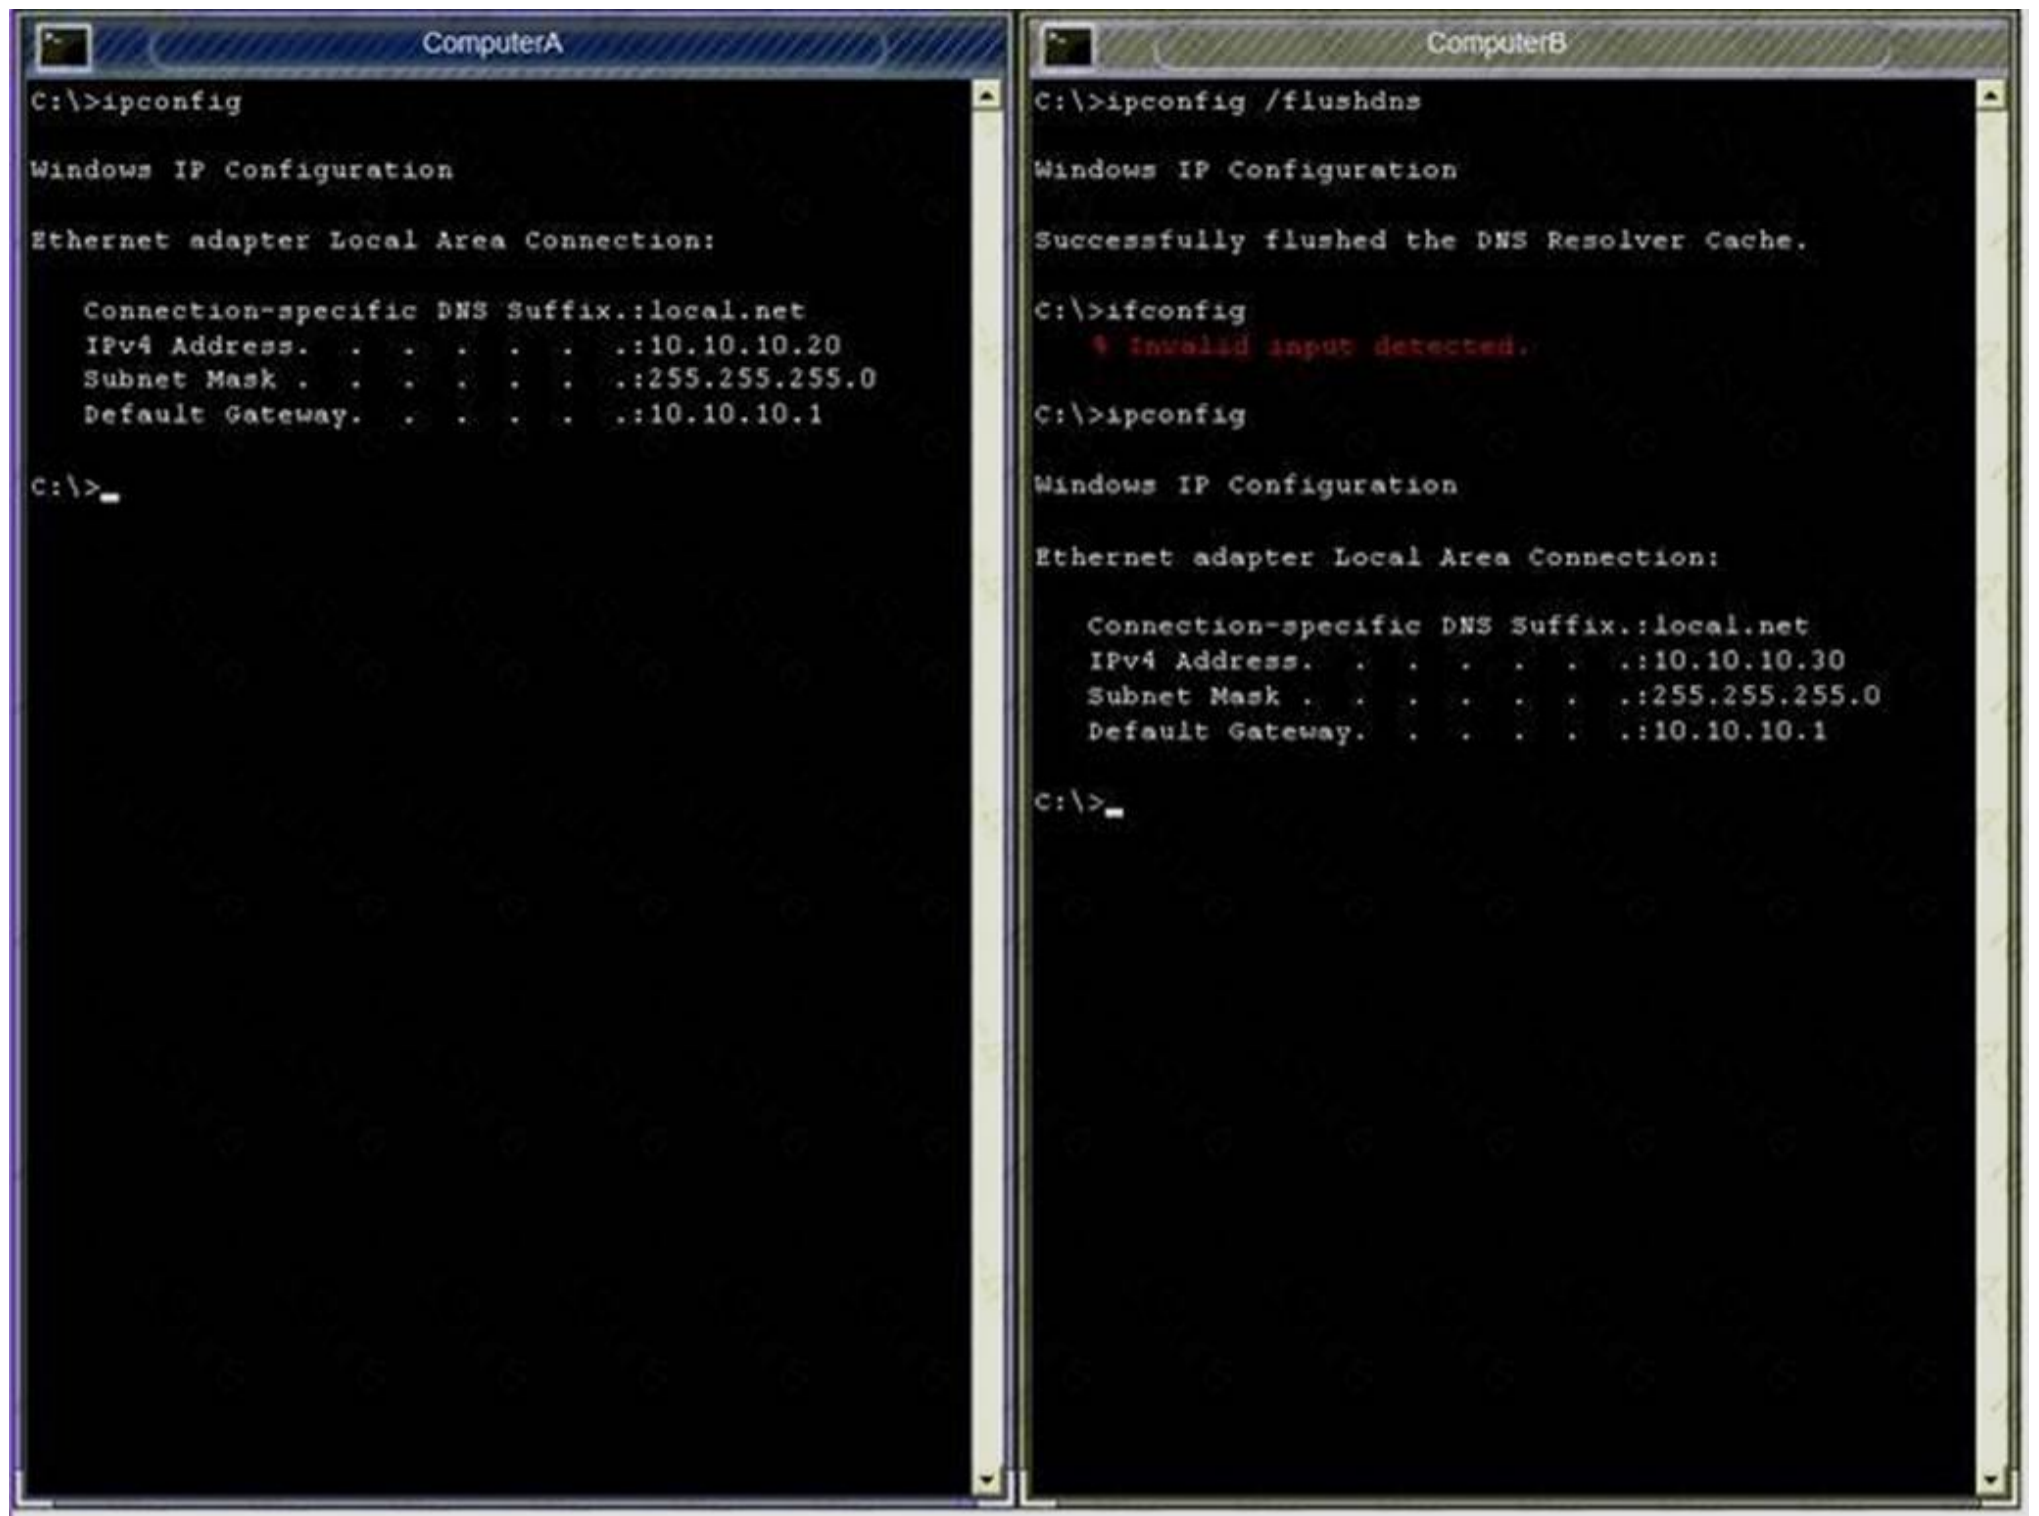 ComputerA
C:\>ipconfig
Windows IP Configuration
Ethernet adapter Local Area Connection:
Connection-specific DNS Suffix.:local.net
IPv4 Address. . . . . . .:10.10.10.20
Subnet Mask . . . . . . .:255.255.255.0
Default Gateway. . . . . .:10.10.10.1
C:\>
ComputerB
C:\>ipconfig /flushdns
Windows IP Configuration
Successfully flushed the DNS Resolver Cache.
C:\>ifconfig
% Invalid input detected.
C:\>ipconfig
Windows IP Configuration
Ethernet adapter Local Area Connection:
Connection-specific DNS Suffix.:local.net
IPv4 Address. . . . . . .:10.10.10.30
Subnet Mask . . . . . . .:255.255.255.0
Default Gateway. . . . . .:10.10.10.1
C:\>